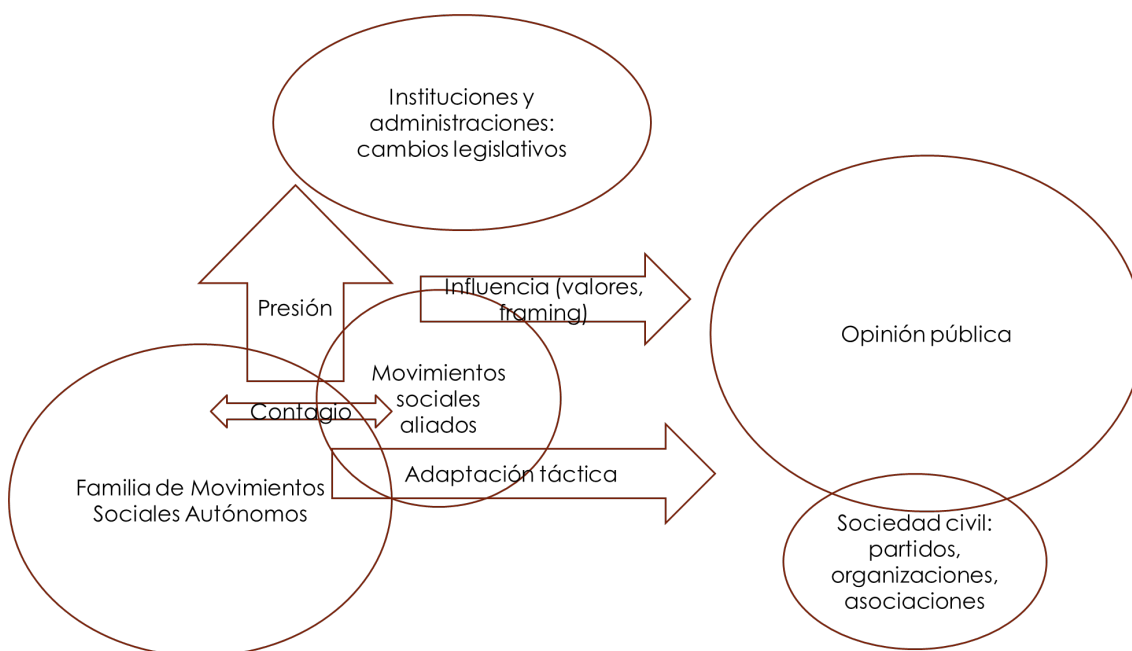 Instituciones y
administraciones:
cambios legislativos
Influencia (valores,
framing)
Presión
Opinión pública
Movimientos
sociales
aliados
Contagio
Adaptación táctica
Familia de Movimientos
Sociales Autónomos
Sociedad civil:
partidos,
organizaciones,
asociaciones